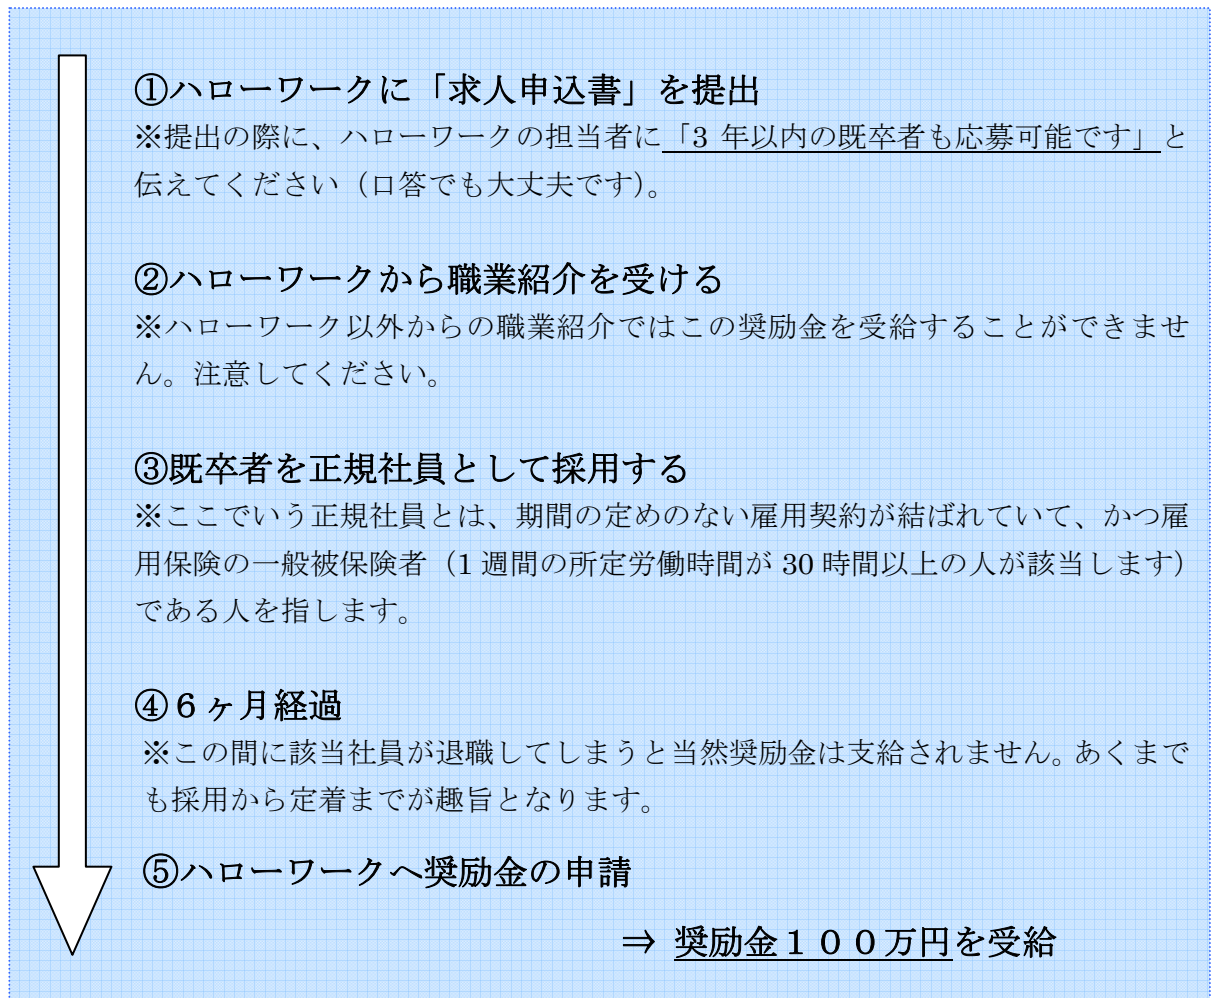 ①ハローワークに「求人申込書」を提出
※提出の際に、ハローワークの担当者に「3 年以内の既卒者も応募可能です」と
伝えてください（口答でも大丈夫です）。
②ハローワークから職業紹介を受ける
※ハローワーク以外からの職業紹介ではこの奨励金を受給することができませ
ん。注意してください。
③既卒者を正規社員として採用する
※ここでいう正規社員とは、期間の定めのない雇用契約が結ばれていて、かつ雇
用保険の一般被保険者（1 週間の所定労働時間が 30 時間以上の人が該当します）
である人を指します。
④６ヶ月経過
※この間に該当社員が退職してしまうと当然奨励金は支給されません。あくまで
も採用から定着までが趣旨となります。
⑤ハローワークへ奨励金の申請
⇒ 奨励金１００万円を受給